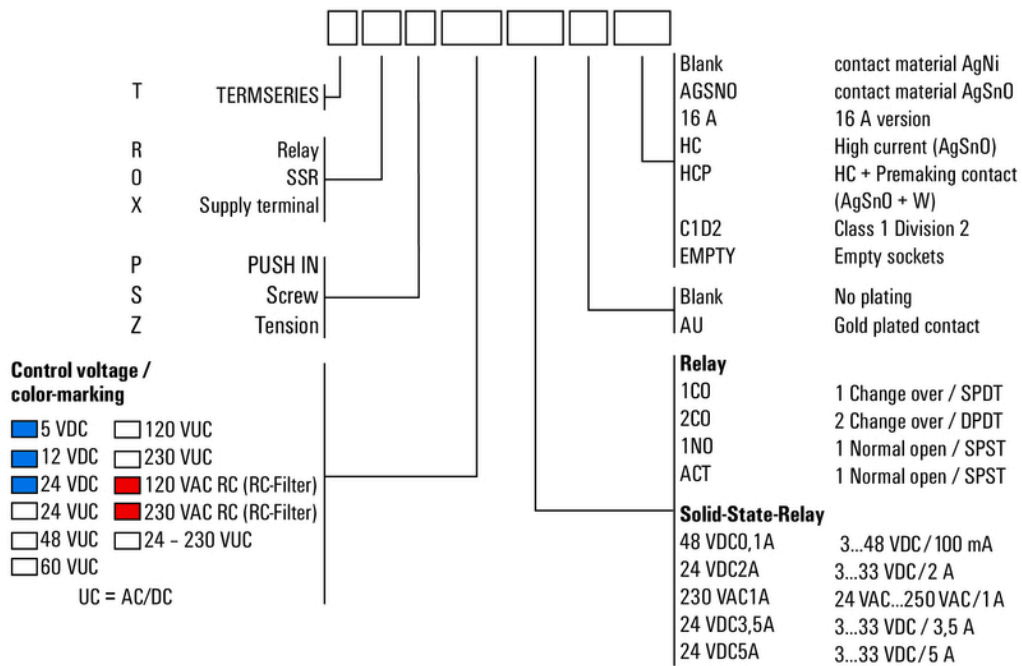 T TERMSERIES
R Relay
O SSR
X Supply terminal
P PUSH IN
S Screw
Z Tension
Control voltage /
color-marking
5 VDC 120 VUC
12 VDC 230 VUC
24 VDC 120 VAC RC (RC-Filter)
24 VUC 230 VAC RC (RC-Filter)
48 VUC 24 – 230 VUC
60 VUC
UC = AC/DC
Blank contact material AgNi
AGSNO contact material AgSnO
16 A 16 A version
HC High current (AgSnO)
HCP HC + Premaking contact
(AgSnO + W)
C1D2 Class 1 Division 2
EMPTY Empty sockets
Blank No plating
AU Gold plated contact
Relay
1CO 1 Change over / SPDT
2CO 2 Change over / DPDT
1NO 1 Normal open / SPST
ACT 1 Normal open / SPST
Solid-State-Relay
48 VDC0,1A 3...48 VDC/100 mA
24 VDC2A 3...33 VDC/2 A
230 VAC1A 24 VAC...250 VAC/1 A
24 VDC3,5A 3...33 VDC / 3,5 A
24 VDC5A 3...33 VDC/5 A